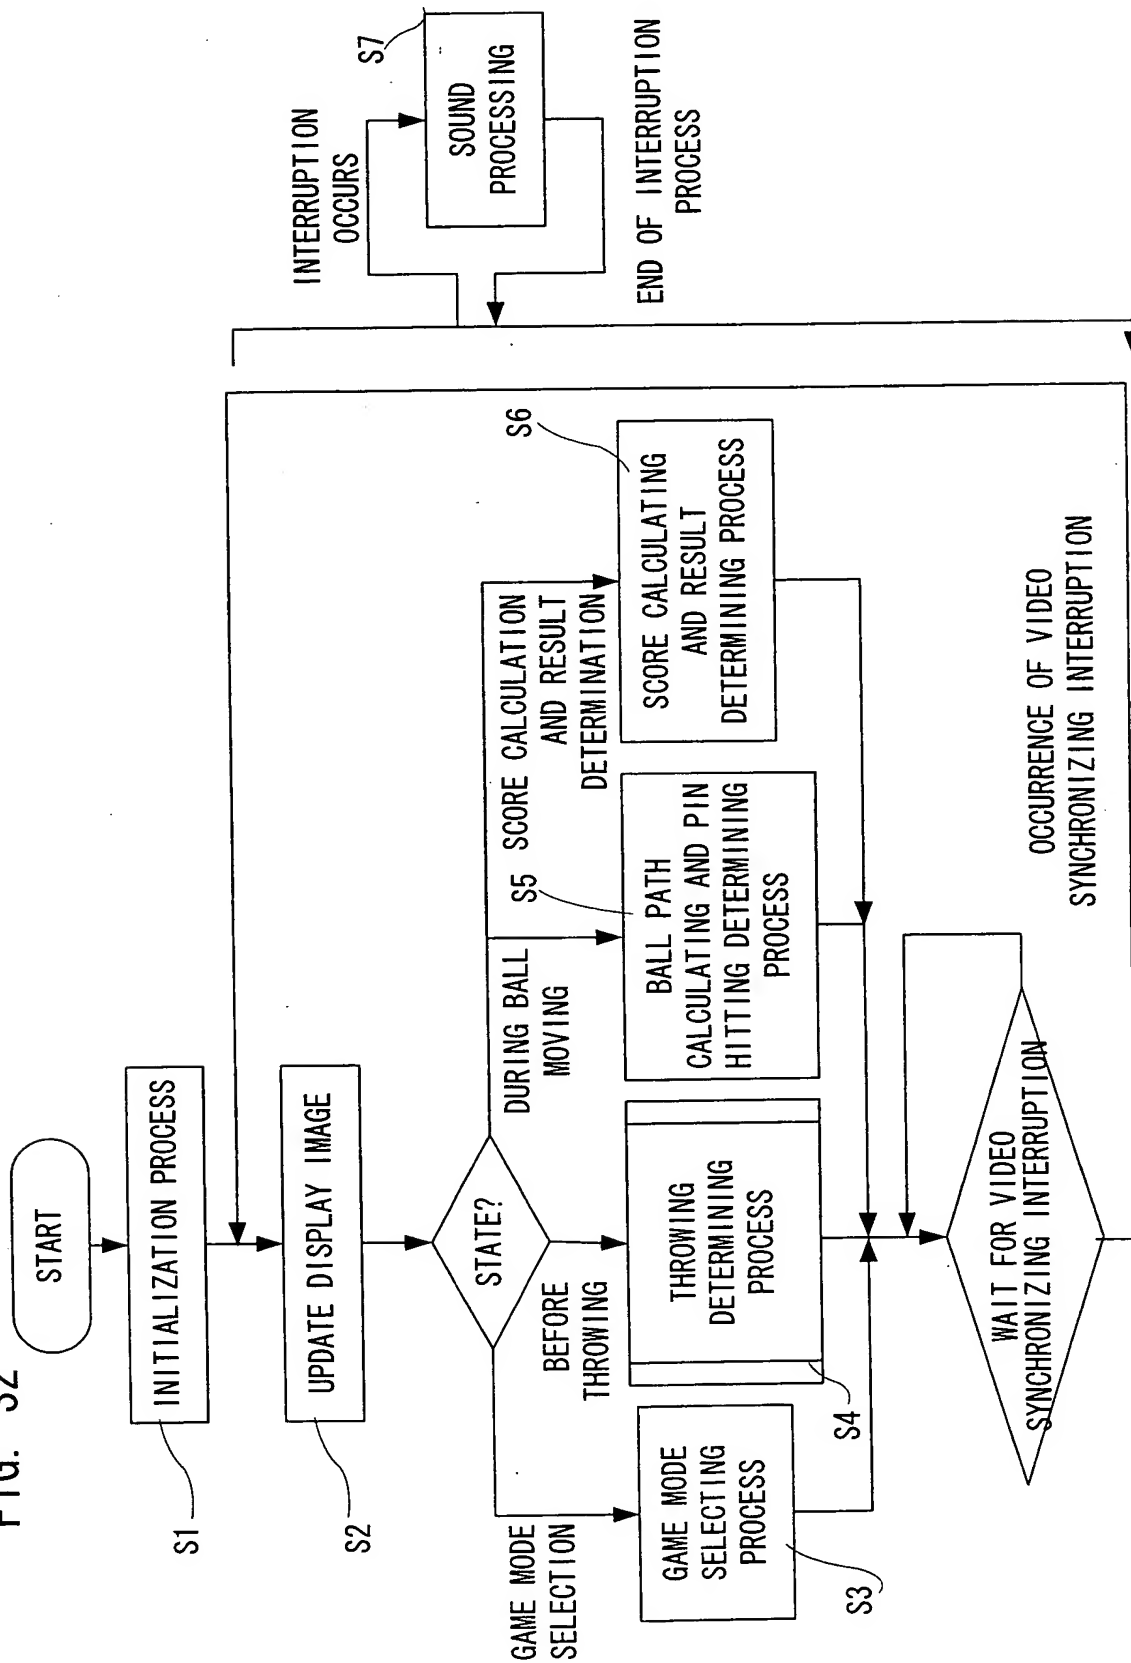 FIG. 32
START
INITIALIZATION PROCESS
S1
UPDATE DISPLAY IMAGE
S2
STATE?
GAME MODE
SELECTION
BEFORE
THROWING
DURING BALL
MOVING
SCORE CALCULATION
AND RESULT
DETERMINATION
GAME MODE
SELECTING
PROCESS
S3
THROWING
DETERMINING
PROCESS
S4
BALL PATH
CALCULATING AND PIN
HITTING DETERMINING
PROCESS
S5
SCORE CALCULATING
AND RESULT
DETERMINING PROCESS
S6
WAIT FOR VIDEO
SYNCHRONIZING INTERRUPTION
OCCURRENCE OF VIDEO
SYNCHRONIZING INTERRUPTION
INTERRUPTION
OCCURS
SOUND
PROCESSING
S7
END OF INTERRUPTION
PROCESS